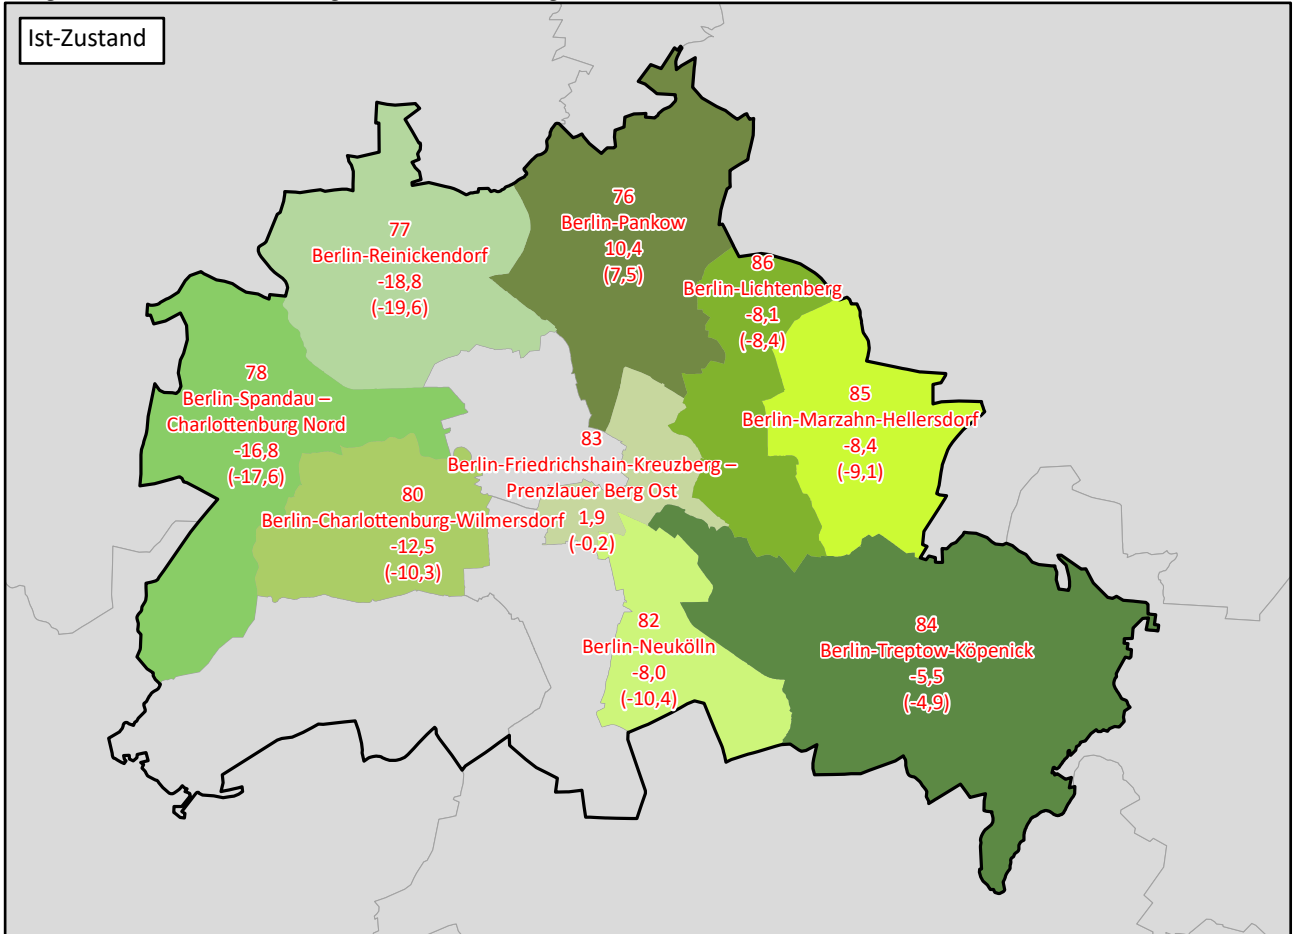 Ist-Zustand
76
Berlin-Pankow
10,4
(7,5)
77
Berlin-Reinickendorf
-18,8
(-19,6)
86
Berlin-Lichtenberg
-8,1
(-8,4)
78
Berlin-Spandau –
Charlottenburg Nord
-16,8
(-17,6)
85
Berlin-Marzahn-Hellersdorf
-8,4
(-9,1)
83
Berlin-Friedrichshain-Kreuzberg –
Prenzlauer Berg Ost
1,9
(-0,2)
80
Berlin-Charlottenburg-Wilmersdorf
-12,5
(-10,3)
82
Berlin-Neukölln
-8,0
(-10,4)
84
Berlin-Treptow-Köpenick
-5,5
(-4,9)